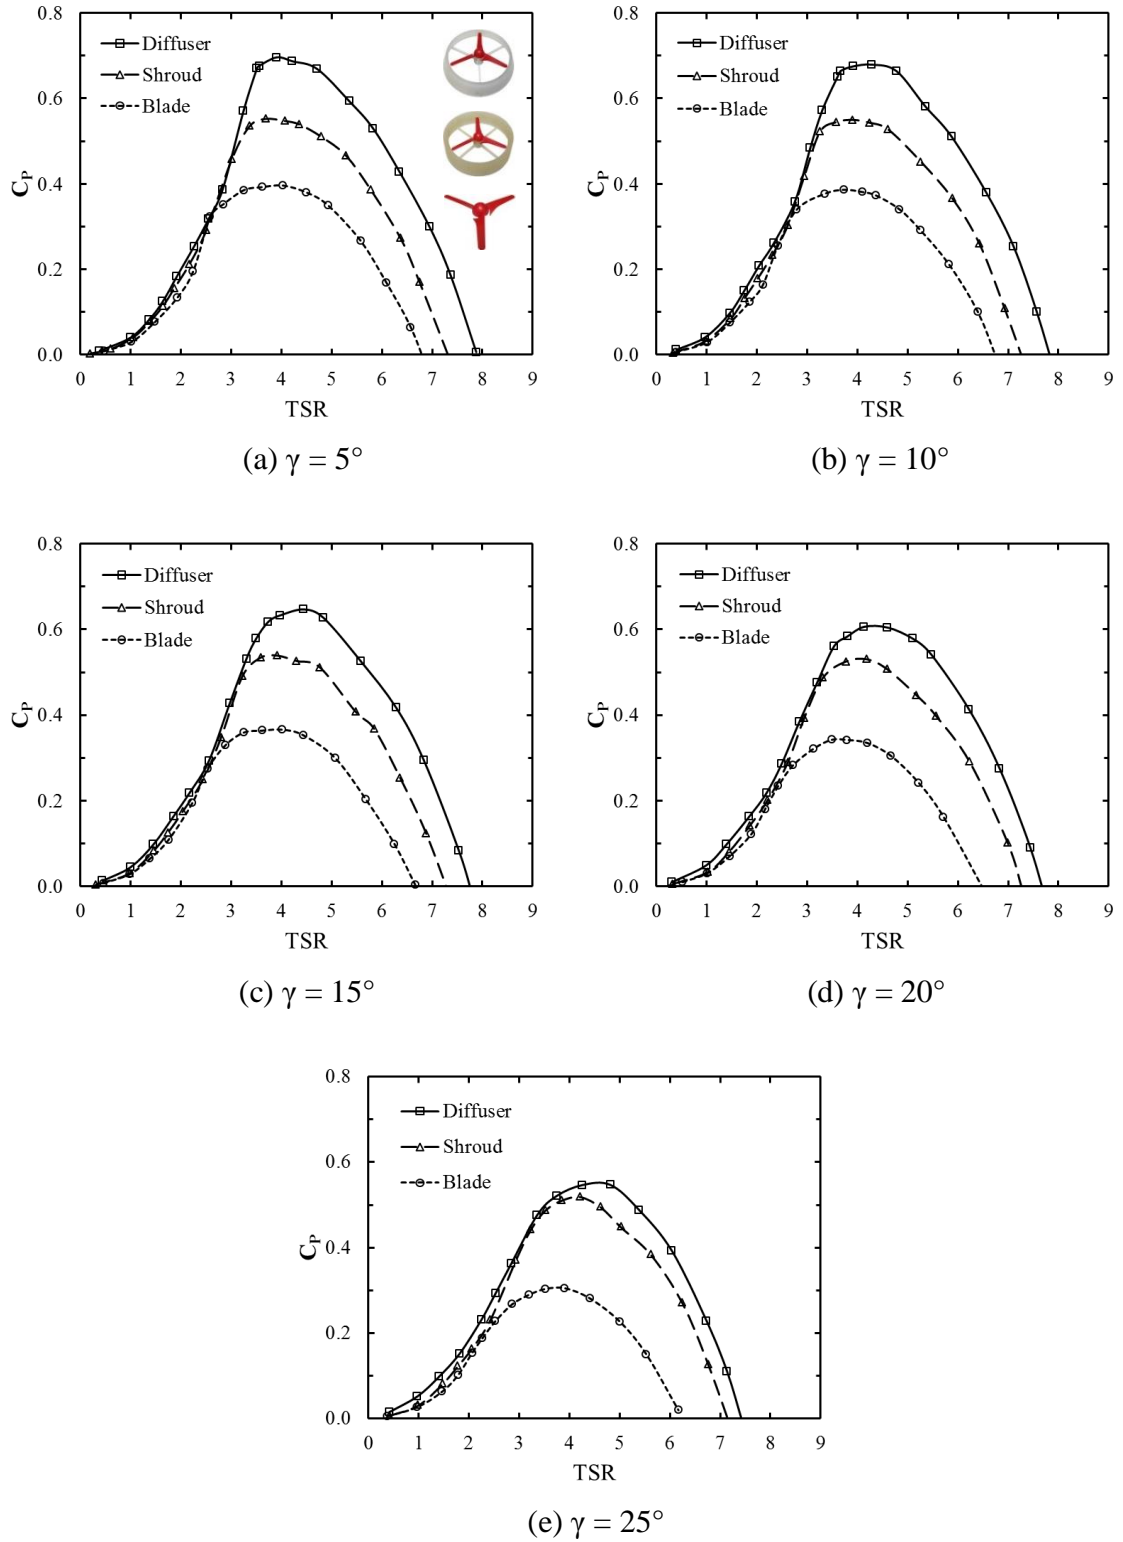 0.8
0.6
0.4
0.2
0.0
C_P
Diffuser
Shroud
Blade
0 1 2 3 4 5 6 7 8 9
TSR
(a) γ = 5°
0.8
0.6
0.4
0.2
0.0
C_P
Diffuser
Shroud
Blade
0 1 2 3 4 5 6 7 8 9
TSR
(b) γ = 10°
0.8
0.6
0.4
0.2
0.0
C_P
Diffuser
Shroud
Blade
0 1 2 3 4 5 6 7 8 9
TSR
(c) γ = 15°
0.8
0.6
0.4
0.2
0.0
C_P
Diffuser
Shroud
Blade
0 1 2 3 4 5 6 7 8 9
TSR
(d) γ = 20°
0.8
0.6
0.4
0.2
0.0
C_P
Diffuser
Shroud
Blade
0 1 2 3 4 5 6 7 8 9
TSR
(e) γ = 25°